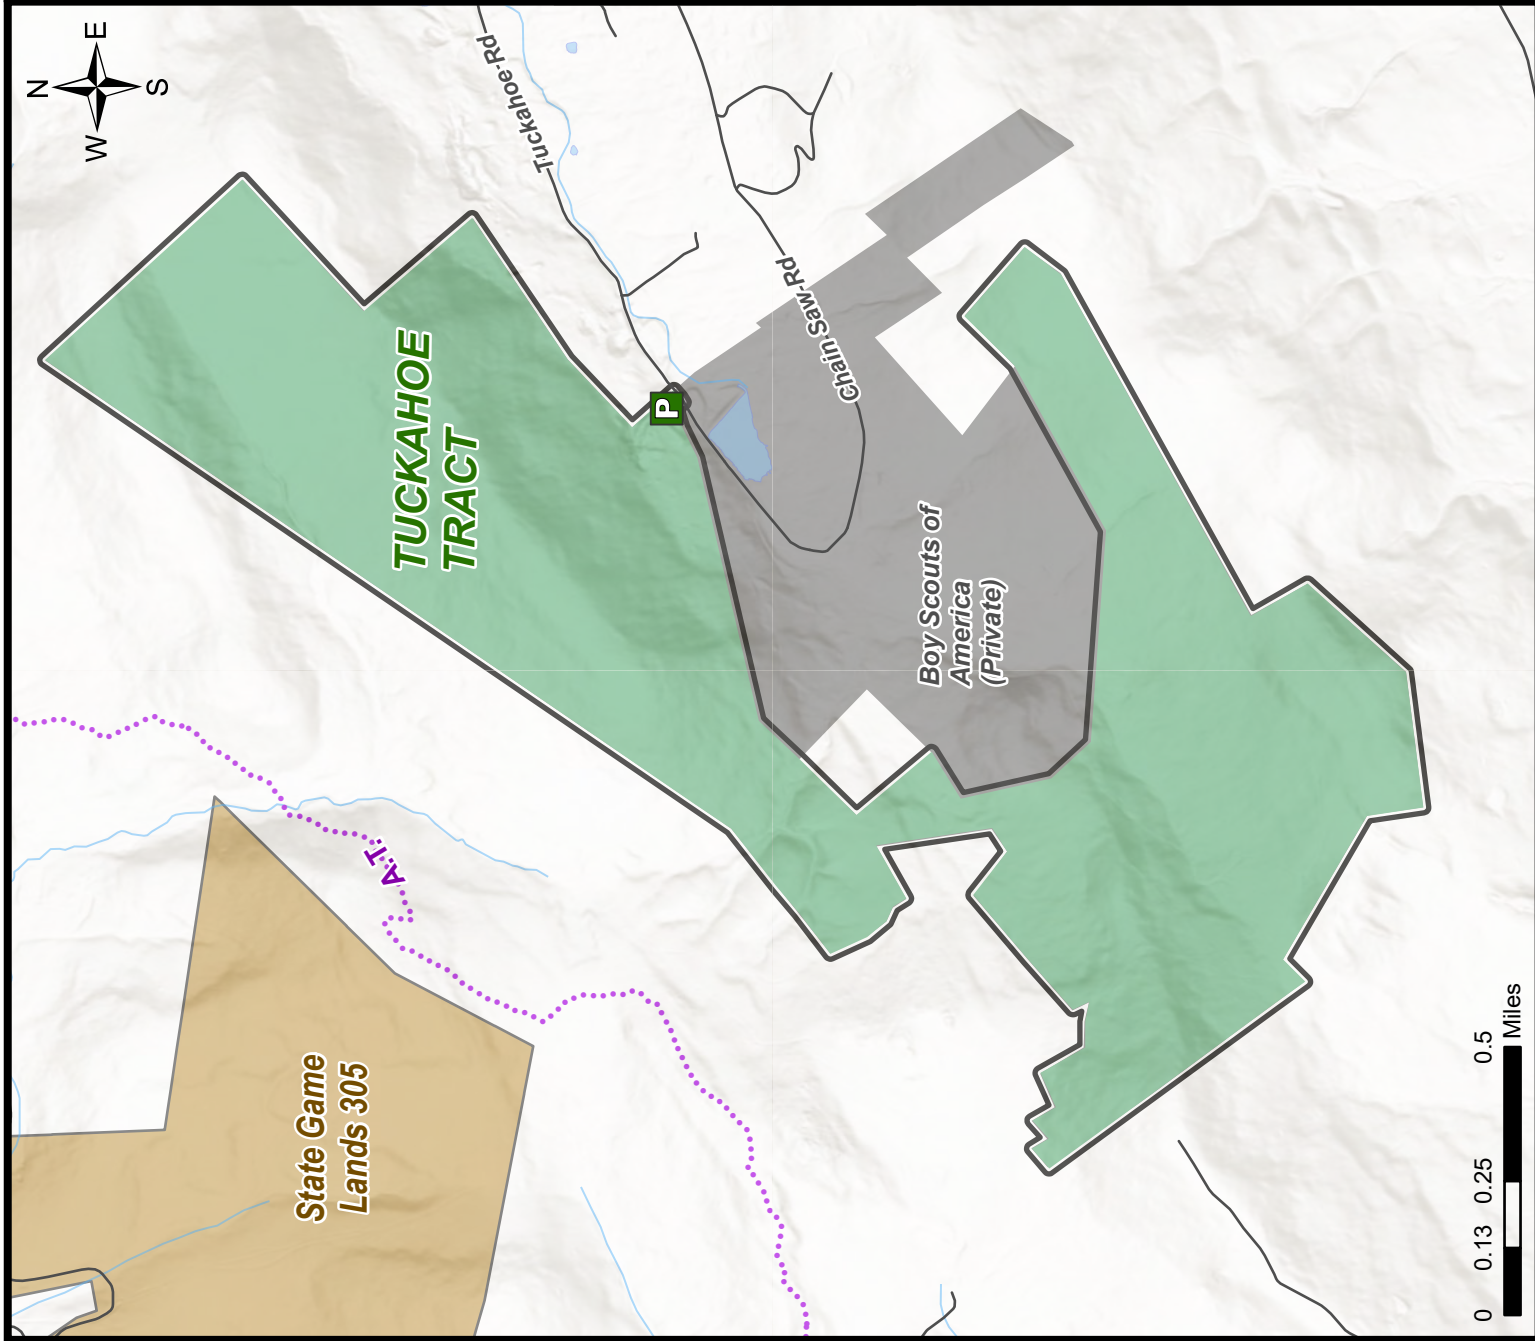 N
E
S
W
Tuckahoe Rd
TUCKAHOE
TRACT
P
Chain Saw Rd
Boy Scouts of
America
(Private)
A.T.
State Game
Lands 305
0 0.13 0.25 0.5
Miles